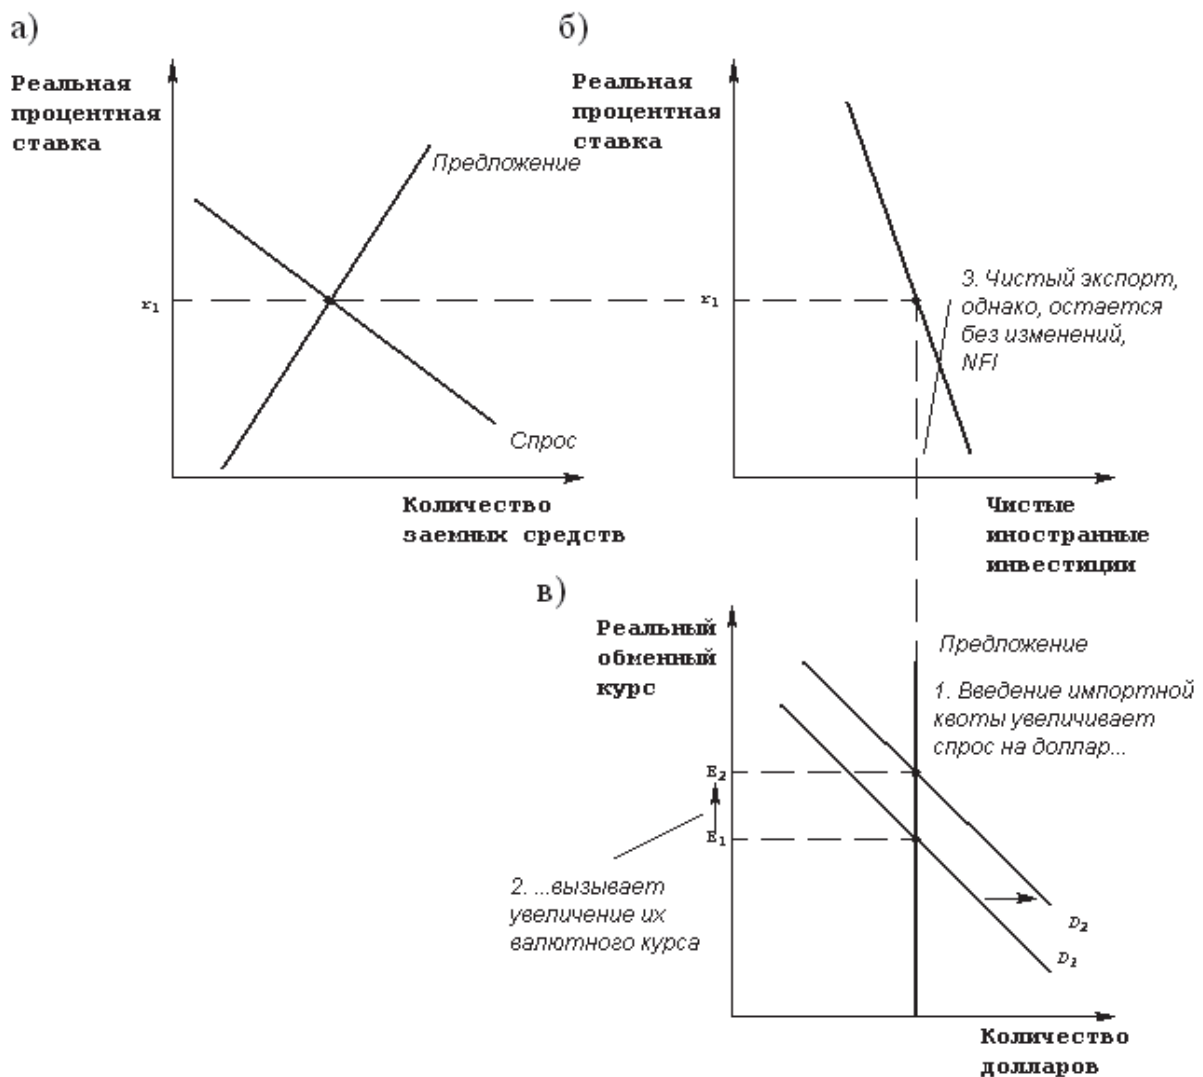 а)
Реальная
процентная
ставка
Предложение
r₁
Спрос
Количество
заемных средств
б)
Реальная
процентная
ставка
r₁
3. Чистый экспорт,
однако, остается
без изменений,
NFI
Чистые
иностранные
инвестиции
в)
Реальный
обменный
курс
Предложение
1. Введение импортной
квоты увеличивает
спрос на доллар...
E₂
E₁
2. ...вызывает
увеличение их
валютного курса
D₂
D₁
Количество
долларов